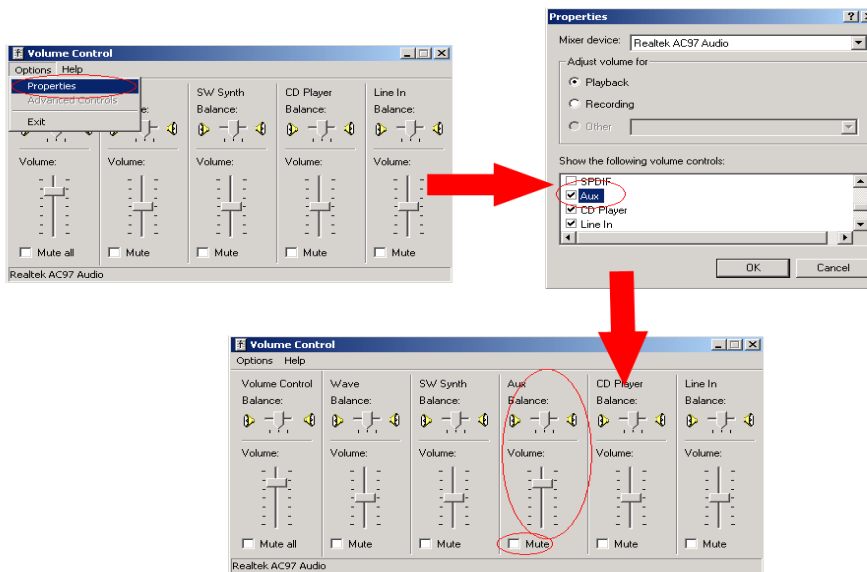 Volume Control
Options Help
Properties
Advanced Controls
Exit
SW Synth
CD Player
Line In
Balance:
Balance:
Balance:
Volume:
Volume:
Volume:
Volume:
Volume:
Mute all
Mute
Mute
Mute
Mute
Realtek AC97 Audio
Properties
Mixer device:
Realtek AC97 Audio
Adjust volume for
Playback
Recording
Other
Show the following volume controls:
SPDIF
Aux
CD Player
Line In
OK
Cancel
Volume Control
Options Help
Volume Control
Wave
SW Synth
Aux
CD Player
Line In
Balance:
Balance:
Balance:
Balance:
Balance:
Balance:
Volume:
Volume:
Volume:
Volume:
Volume:
Volume:
Mute all
Mute
Mute
Mute
Mute
Mute
Realtek AC97 Audio